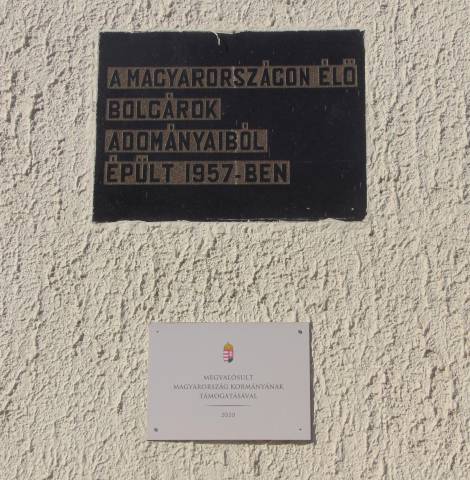 A MAGYARORSZÁGON ÉLŐ
BOLGÁROK
ADOMÁNYAIBÓL
ÉPÜLT 1957-BEN
MEGVALÓSULT
MAGYARORSZÁG KORMÁNYÁNAK
TÁMOGATÁSÁVAL
2020